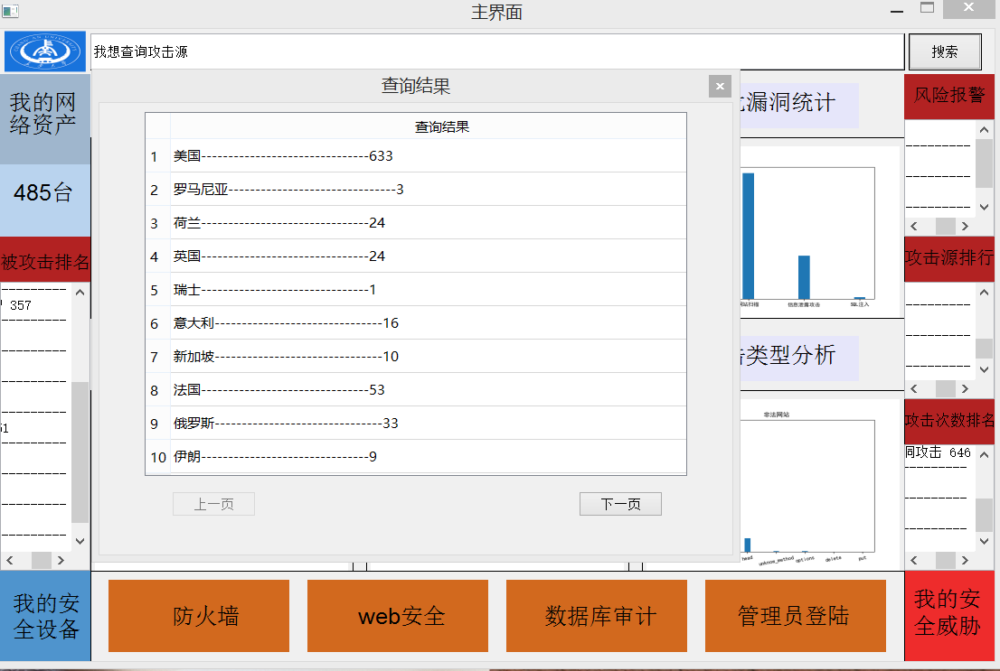 主界面
我想查询攻击源
搜索
我的网
络资产
485台
被攻击排名
357
查询结果
漏洞统计
风险报警
查询结果
1 美国-------------------------------633
2 罗马尼亚-------------------------------3
3 荷兰-------------------------------24
4 英国-------------------------------24
5 瑞士-------------------------------1
6 意大利-------------------------------16
7 新加坡-------------------------------10
8 法国-------------------------------53
9 俄罗斯-------------------------------33
10 伊朗-------------------------------9
上一页
下一页
信息泄露攻击
SQL注入
攻击源排行
击类型分析
非法网站
head
unknow_method
options
delete
put
攻击次数排名
洞攻击 646
我的安
全设备
防火墙
web安全
数据库审计
管理员登陆
我的安
全威胁